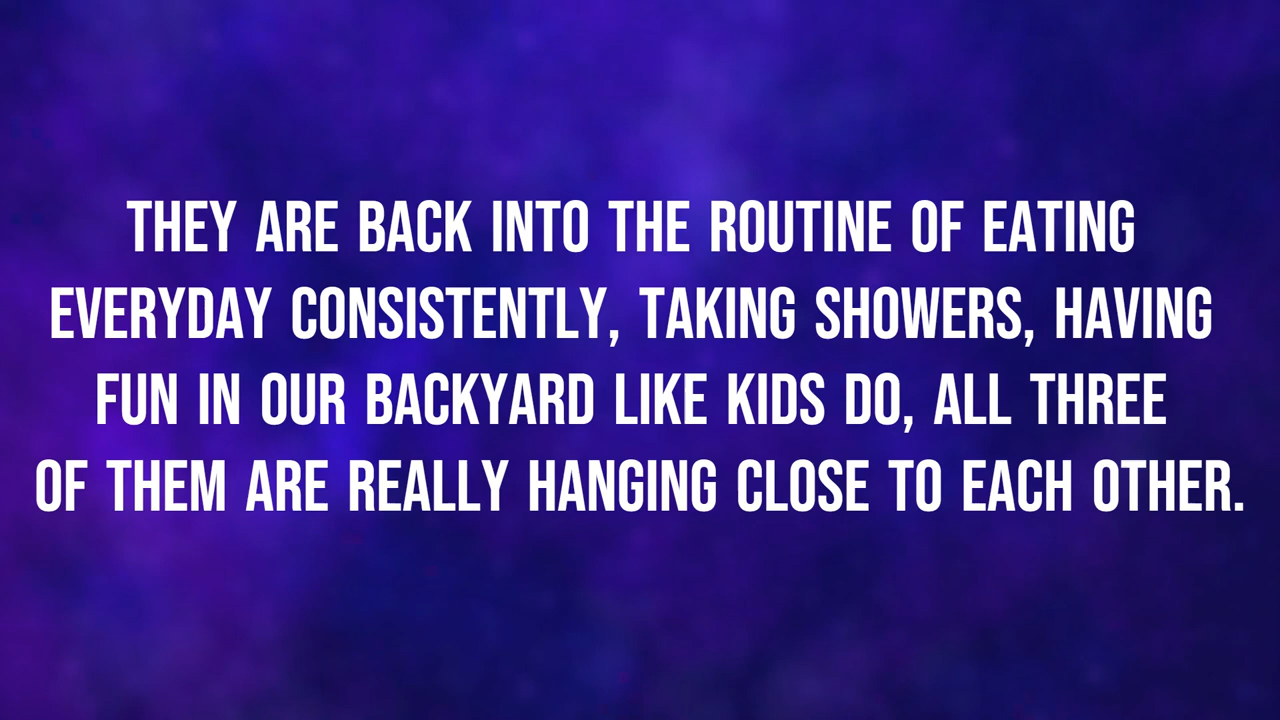 THEY ARE BACK INTO THE ROUTINE OF EATING
EVERYDAY CONSISTENTLY, TAKING SHOWERS, HAVING
FUN IN OUR BACKYARD LIKE KIDS DO, ALL THREE
OF THEM ARE REALLY HANGING CLOSE TO EACH OTHER.